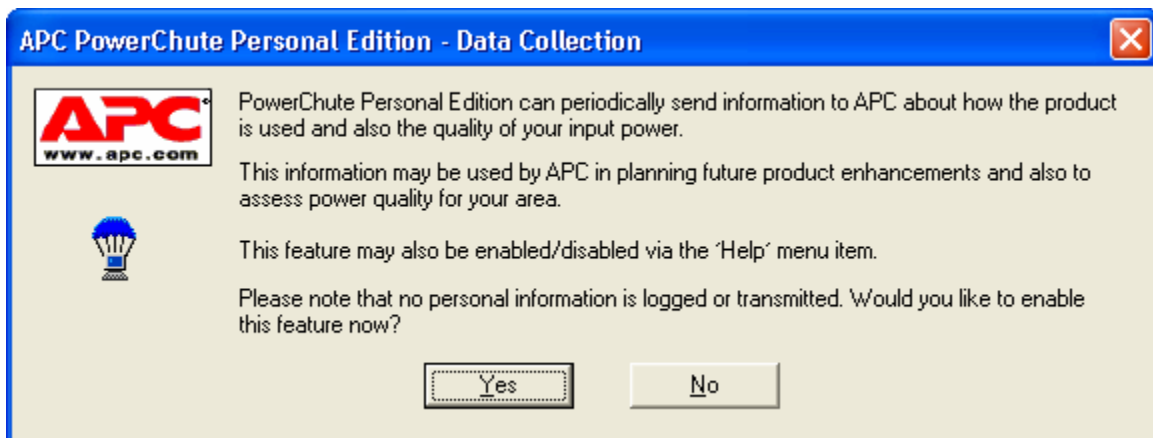 APC PowerChute Personal Edition - Data Collection
APC
www.apc.com
PowerChute Personal Edition can periodically send information to APC about how the product
is used and also the quality of your input power.
This information may be used by APC in planning future product enhancements and also to
assess power quality for your area.
This feature may also be enabled/disabled via the ‘Help’ menu item.
Please note that no personal information is logged or transmitted. Would you like to enable
this feature now?
Yes
No